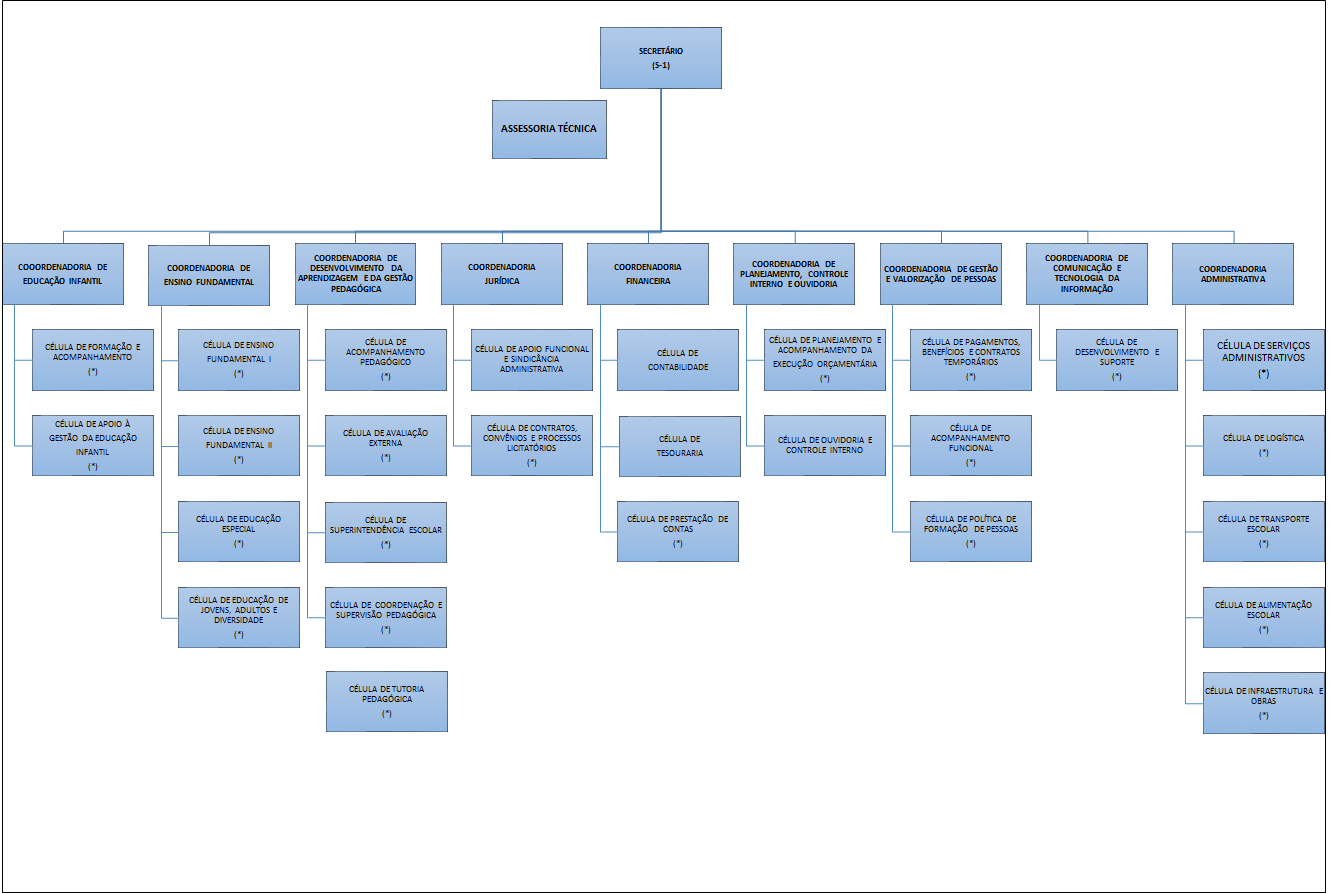 SECRETÁRIO
(S-1)
ASSESSORIA TÉCNICA
COOORDENADORIA DE
EDUCAÇÃO INFANTIL
COORDENADORIA DE
ENSINO FUNDAMENTAL
COORDENADORIA DE
DESENVOLVIMENTO DA
APRENDIZAGEM E DA GESTÃO
PEDAGÓGICA
COORDENADORIA
JURÍDICA
COORDENADORIA
FINANCEIRA
COORDENADORIA DE
PLANEJAMENTO, CONTROLE
INTERNO E OUVIDORIA
COORDENADORIA DE GESTÃO
E VALORIZAÇÃO DE PESSOAS
COORDENADORIA DE
COMUNICAÇÃO E
TECNOLOGIA DA
INFORMAÇÃO
COORDENADORIA
ADMINISTRATIVA
CÉLULA DE FORMAÇÃO E
ACOMPANHAMENTO
(*)
CÉLULA DE ENSINO
FUNDAMENTAL I
(*)
CÉLULA DE
ACOMPANHAMENTO
PEDAGÓGICO
(*)
CÉLULA DE APOIO FUNCIONAL
E SINDICÂNCIA
ADMINISTRATIVA
CÉLULA DE
CONTABILIDADE
CÉLULA DE PLANEJAMENTO E
ACOMPANHAMENTO DA
EXECUÇÃO ORÇAMENTÁRIA
(*)
CÉLULA DE PAGAMENTOS,
BENEFÍCIOS E CONTRATOS
TEMPORÁRIOS
(*)
CÉLULA DE
DESENVOLVIMENTO E
SUPORTE
(*)
CÉLULA DE SERVIÇOS
ADMINISTRATIVOS
(*)
CÉLULA DE APOIO À
GESTÃO DA EDUCAÇÃO
INFANTIL
(*)
CÉLULA DE ENSINO
FUNDAMENTAL II
(*)
CÉLULA DE AVALIAÇÃO
EXTERNA
(*)
CÉLULA DE CONTRATOS,
CONVÊNIOS E PROCESSOS
LICITATÓRIOS
(*)
CÉLULA DE
TESOURARIA
CÉLULA DE OUVIDORIA E
CONTROLE INTERNO
CÉLULA DE
ACOMPANHAMENTO
FUNCIONAL
(*)
CÉLULA DE LOGÍSTICA
(*)
CÉLULA DE EDUCAÇÃO
ESPECIAL
(*)
CÉLULA DE
SUPERINTENDÊNCIA ESCOLAR
(*)
CÉLULA DE PRESTAÇÃO DE
CONTAS
(*)
CÉLULA DE POLÍTICA DE
FORMAÇÃO DE PESSOAS
(*)
CÉLULA DE TRANSPORTE
ESCOLAR
(*)
CÉLULA DE EDUCAÇÃO DE
JOVENS, ADULTOS E
DIVERSIDADE
(*)
CÉLULA DE COORDENAÇÃO E
SUPERVISÃO PEDAGÓGICA
(*)
CÉLULA DE ALIMENTAÇÃO
ESCOLAR
(*)
CÉLULA DE TUTORIA
PEDAGÓGICA
(*)
CÉLULA DE INFRAESTRUTURA E
OBRAS
(*)